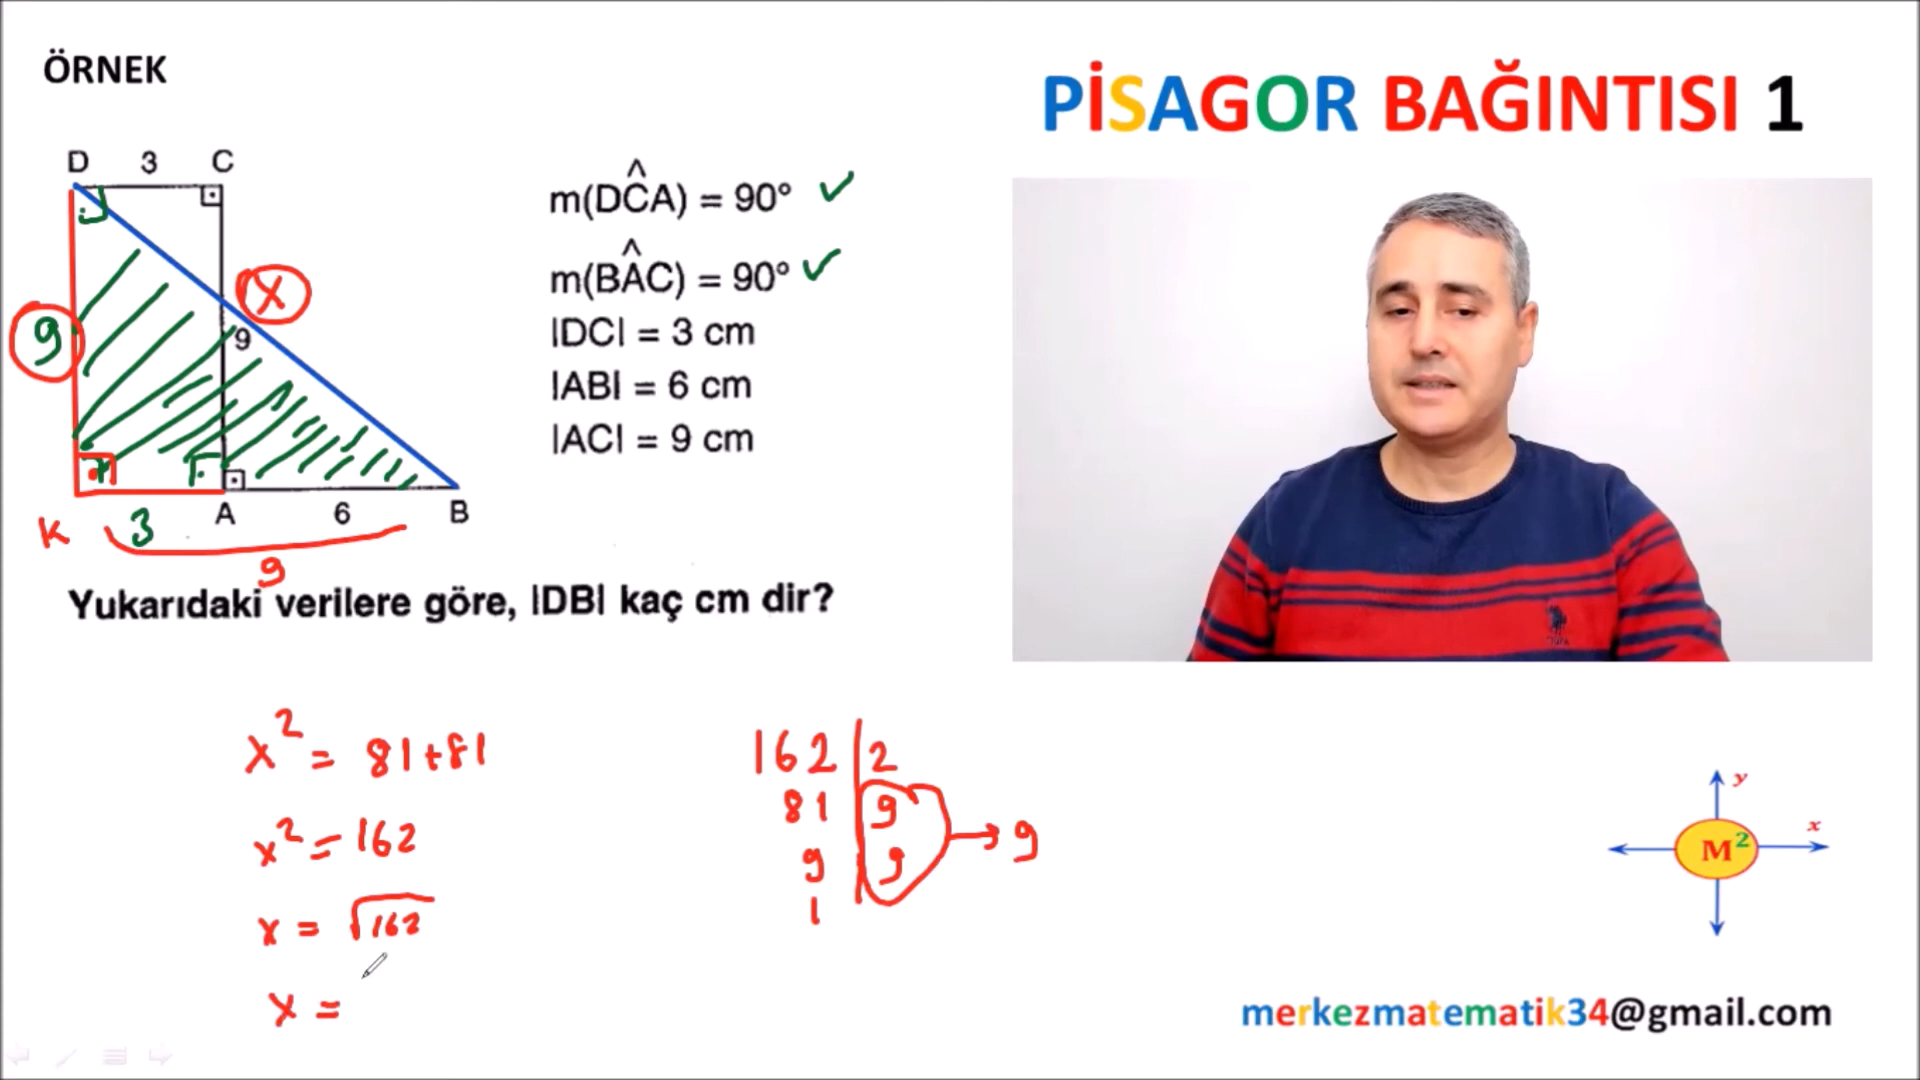 ÖRNEK
PİSAGOR BAĞINTISI 1
D 3 C
m(DĈA) = 90° ✓
m(BÂC) = 90° ✓
X
9
9
|DC| = 3 cm
|AB| = 6 cm
|AC| = 9 cm
K 3 A 6 B
9
Yukarıdaki verilere göre, |DB| kaç cm dir?
x² = 81+81
x² = 162
x = √162
x =
162 | 2
81 | 9
9 | 9
1
→ 9
y
x
M²
merkezmatematik34@gmail.com